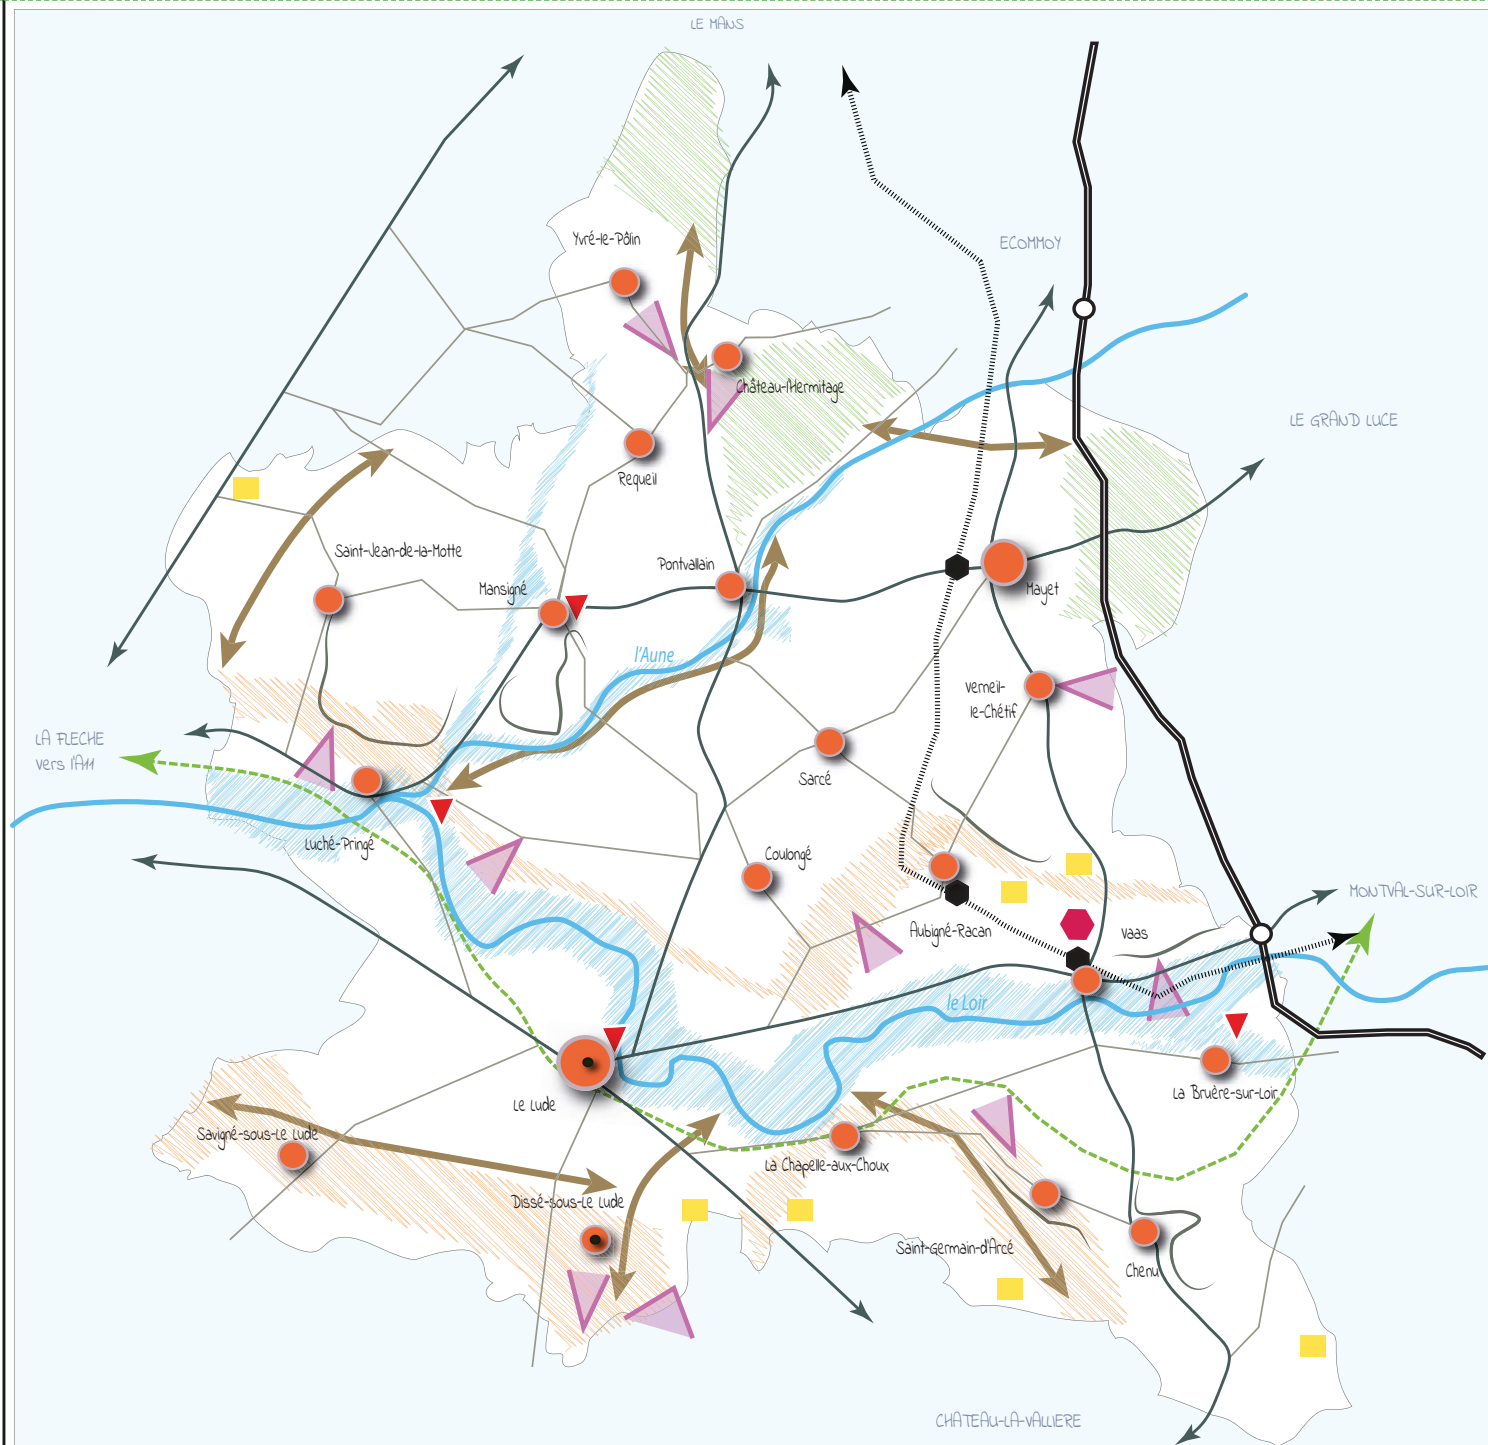 LE MANS
Yvré-le-Pôlin
ECOMMOY
Château-l'Hermitage
LE GRAND LUCE
Requeil
Saint-Jean-de-la-Motte
Mansigné
Pontvallain
Mayet
l'Aune
Verneil-
le-Chétif
LA FLECHE
vers l'A11
Sarcé
Luché-Pringé
Coulongé
MONTVAL-SUR-LOIR
Aubigné-Racan
Vaas
le Loir
Le Lude
La Bruère-sur-Loir
Savigné-sous-Le Lude
La Chapelle-aux-Choux
Dissé-sous-Le Lude
Saint-Germain-d'Arcé
Chenu
CHATEAU-LA-VALLIERE